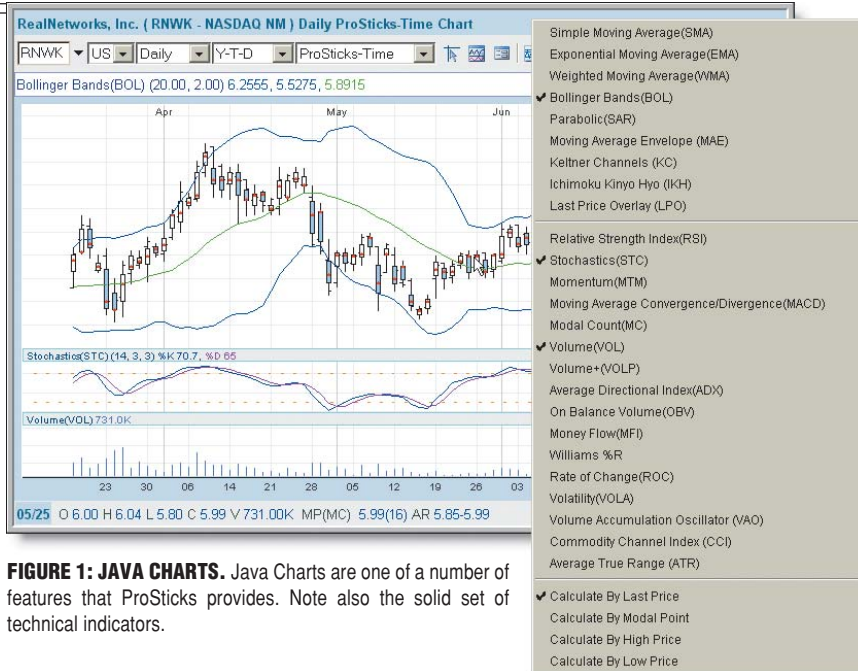 RealNetworks, Inc. ( RNWK - NASDAQ NM ) Daily ProSticks-Time Chart
RNWK US Daily Y-T-D ProSticks-Time
Bollinger Bands(BOL) (20.00, 2.00) 6.2555, 5.5275, 5.8915
Apr May Jun
Stochastics(STC) (14, 3, 3) %K 70.7, %D 65
Volume(VOL) 731.0K
23 30 06 14 21 28 05 12 19 26 03
05/25 O 6.00 H 6.04 L 5.80 C 5.99 V 731.00K MP(MC) 5.99(16) AR 5.85-5.99
Simple Moving Average(SMA)
Exponential Moving Average(EMA)
Weighted Moving Average(WMA)
Bollinger Bands(BOL)
Parabolic(SAR)
Moving Average Envelope (MAE)
Keltner Channels (KC)
Ichimoku Kinyo Hyo (IKH)
Last Price Overlay (LPO)
Relative Strength Index(RSI)
Stochastics(STC)
Momentum(MTM)
Moving Average Convergence/Divergence(MACD)
Modal Count(MC)
Volume(VOL)
Volume+(VOLP)
Average Directional Index(ADX)
On Balance Volume(OBV)
Money Flow(MFI)
Williams %R
Rate of Change(ROC)
Volatility(VOLA)
Volume Accumulation Oscillator (VAO)
Commodity Channel Index (CCI)
Average True Range (ATR)
Calculate By Last Price
Calculate By Modal Point
Calculate By High Price
Calculate By Low Price
FIGURE 1: JAVA CHARTS. Java Charts are one of a number of
features that ProSticks provides. Note also the solid set of
technical indicators.